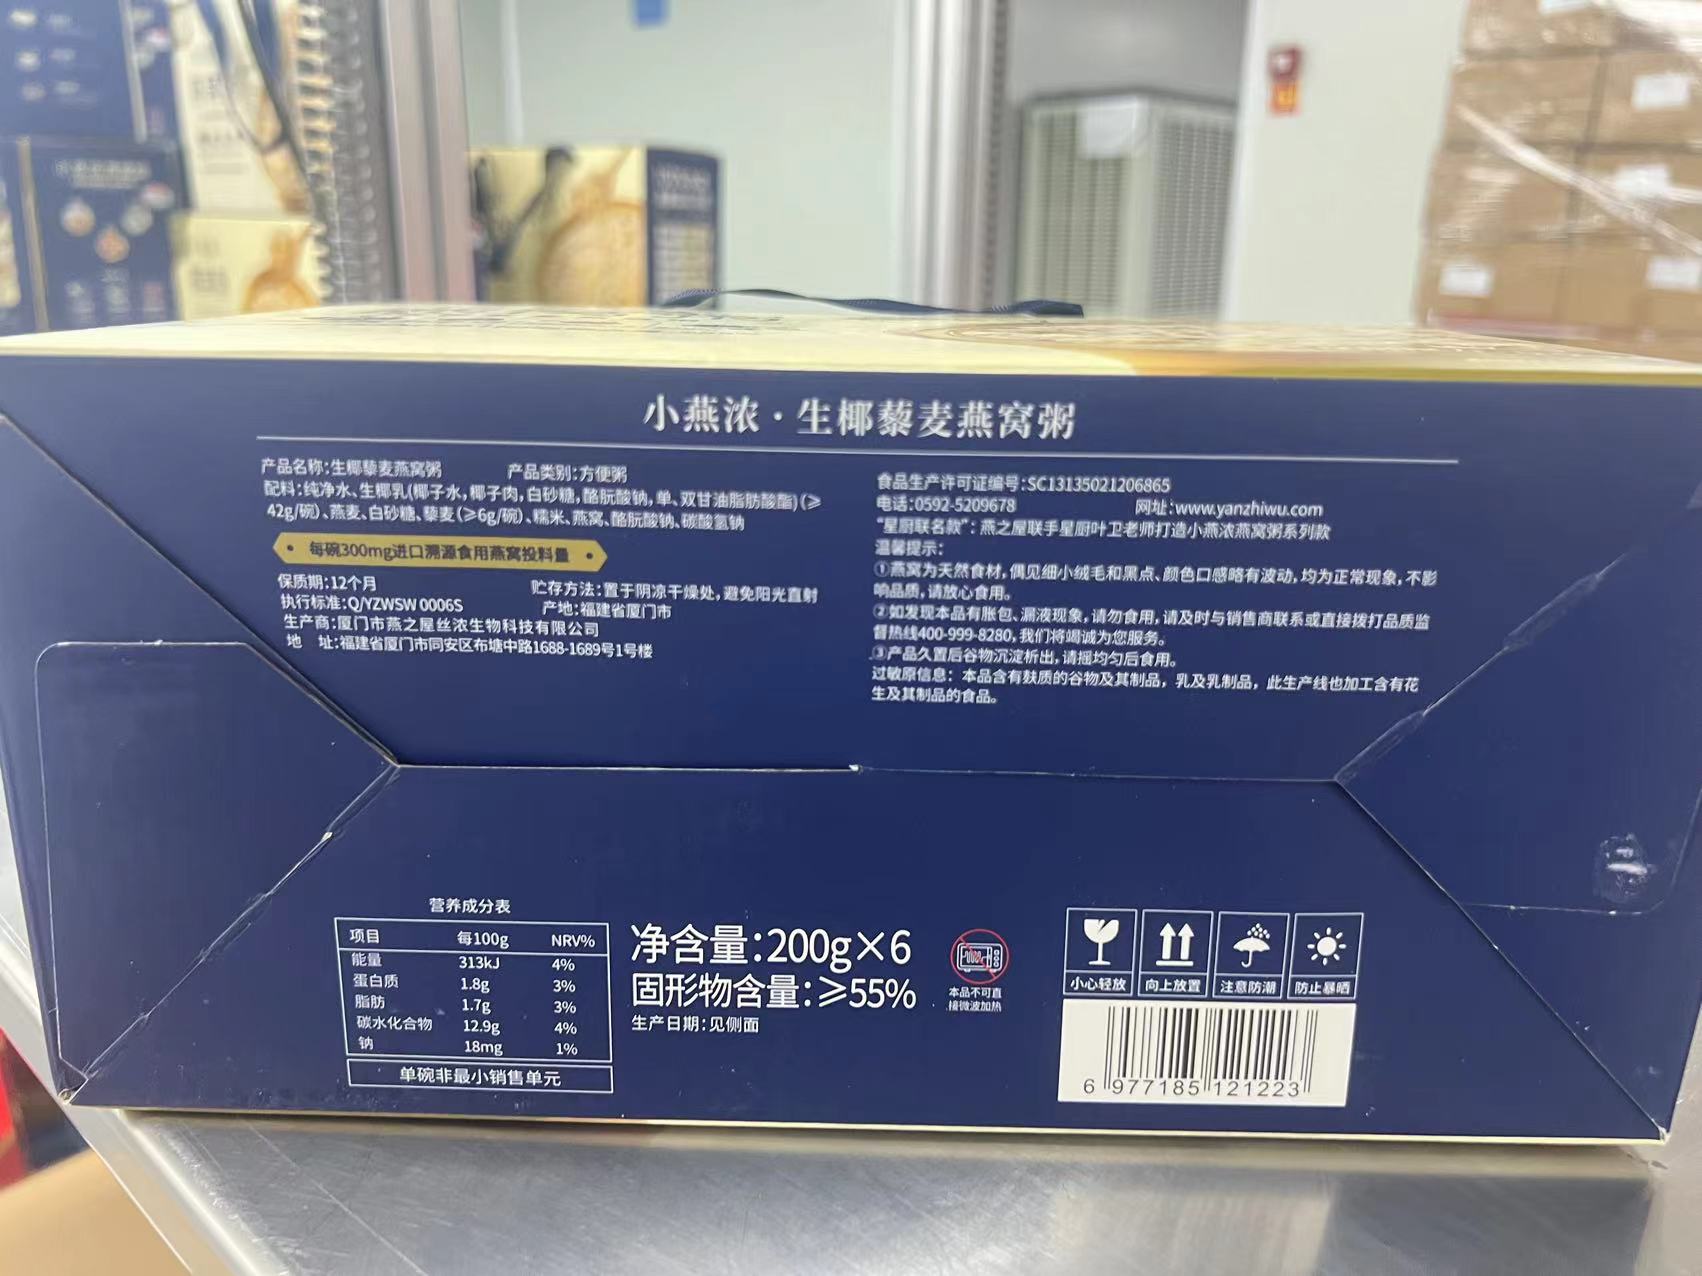 小燕浓·生椰藜麦燕窝粥
产品名称:生椰藜麦燕窝粥 产品类别:方便粥
配料:纯净水、生椰乳(椰子水,椰子肉,白砂糖,酪朊酸钠,单、双甘油脂肪酸酯)(≥
42g/碗)、燕麦、白砂糖、藜麦(≥6g/碗)、糯米、燕窝、酪朊酸钠、碳酸氢钠
• 每碗300mg进口溯源食用燕窝投料量 •
保质期:12个月 贮存方法:置于阴凉干燥处,避免阳光直射
执行标准:Q/YZWSW 0006S 产地:福建省厦门市
生产商:厦门市燕之屋丝浓生物科技有限公司
地 址:福建省厦门市同安区布塘中路1688-1689号1号楼
食品生产许可证编号:SC13135021206865
电话:0592-5209678 网址:www.yanzhiwu.com
“星厨联名款”:燕之屋联手星厨叶卫老师打造小燕浓燕窝粥系列款
温馨提示:
①燕窝为天然食材,偶见细小绒毛和黑点、颜色口感略有波动,均为正常现象,不影
响品质,请放心食用。
②如发现本品有胀包、漏液现象,请勿食用,请及时与销售商联系或直接拨打品质监
督热线400-999-8280,我们将竭诚为您服务。
③产品久置后谷物沉淀析出,请摇均匀后食用。
过敏原信息:本品含有麸质的谷物及其制品,乳及乳制品,此生产线也加工含有花
生及其制品的食品。
营养成分表
项目 每100g NRV%
能量 313kJ 4%
蛋白质 1.8g 3%
脂肪 1.7g 3%
碳水化合物 12.9g 4%
钠 18mg 1%
单碗非最小销售单元
净含量:200g×6
固形物含量:≥55%
生产日期:见侧面
本品不可直
接微波加热
小心轻放 向上放置 注意防潮 防止暴晒
6 977185 121223